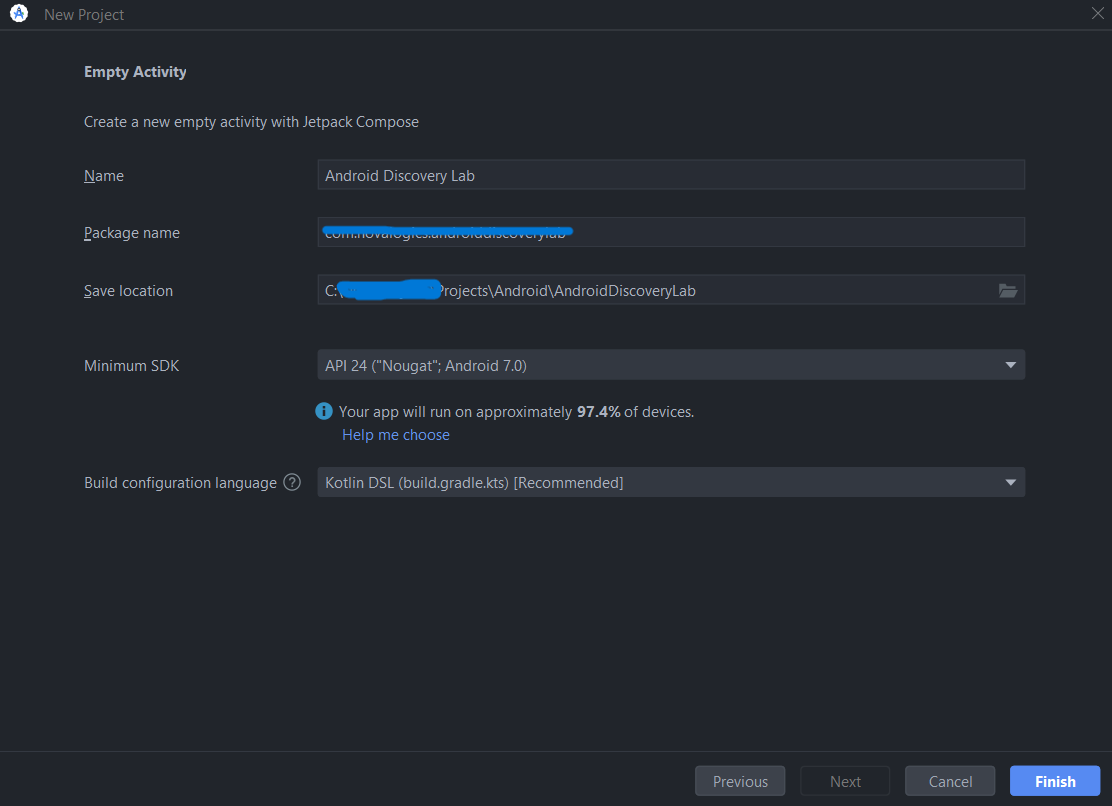 New Project
Empty Activity
Create a new empty activity with Jetpack Compose
Name Android Discovery Lab
Package name
Save location C:\ Projects\Android\AndroidDiscoveryLab
Minimum SDK API 24 ("Nougat"; Android 7.0)
Your app will run on approximately 97.4% of devices.
Help me choose
Build configuration language ? Kotlin DSL (build.gradle.kts) [Recommended]
Previous Next Cancel Finish